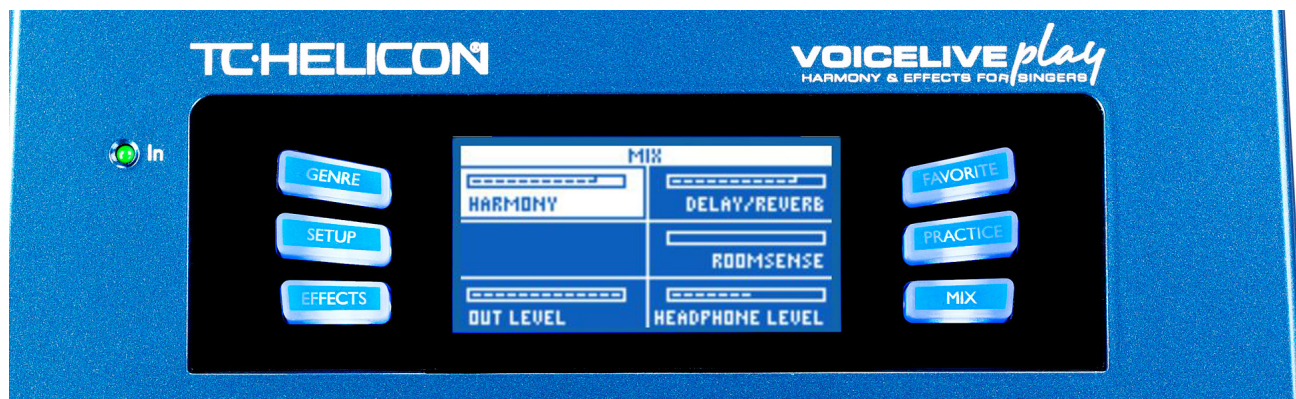 TC·HELICON
VOICELIVE play
HARMONY & EFFECTS FOR SINGERS
In
GENRE
SETUP
EFFECTS
MIX
HARMONY
DELAY/REVERB
ROOMSENSE
OUT LEVEL
HEADPHONE LEVEL
FAVORITE
PRACTICE
MIX